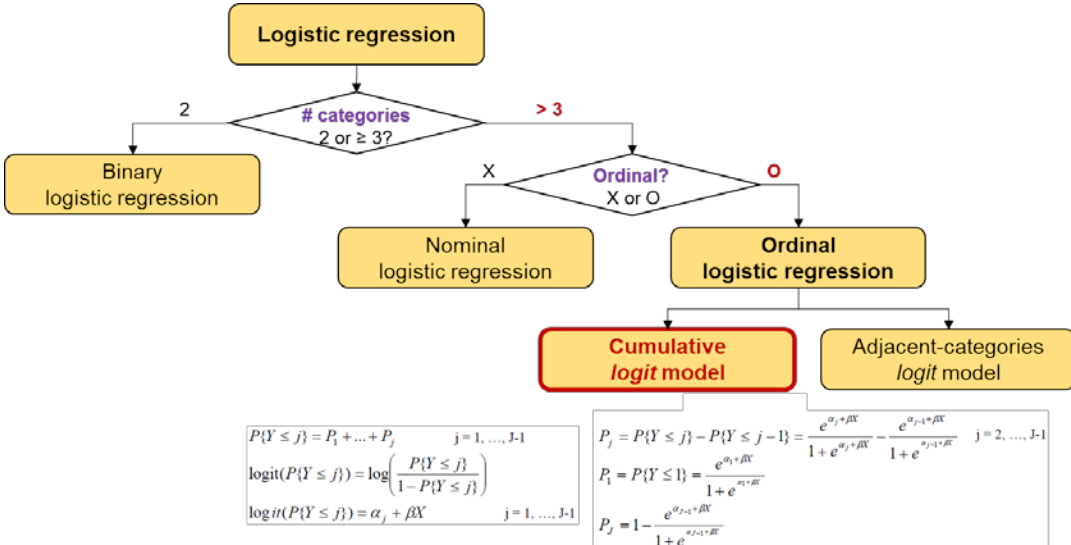 Logistic regression
2
# categories
2 or ≥ 3?
> 3
Binary
logistic regression
X
Ordinal?
X or O
O
Nominal
logistic regression
Ordinal
logistic regression
Cumulative
logit model
Adjacent-categories
logit model
P{Y ≤ j} = P₁ + ... + Pⱼ j = 1, …, J-1
logit(P{Y ≤ j}) = log(P{Y ≤ j} / 1 − P{Y ≤ j})
logit(P{Y ≤ j}) = αⱼ + βX j = 1, …, J-1
Pⱼ = P{Y ≤ j} − P{Y ≤ j−1} = e^(αⱼ+βX) / 1 + e^(αⱼ+βX) − e^(αⱼ₋₁+βX) / 1 + e^(αⱼ₋₁+βX) j = 2, …, J-1
P₁ = P{Y ≤ 1} = e^(α₁+βX) / 1 + e^(α₁+βX)
P_J = 1 − e^(α_(J−1)+βX) / 1 + e^(α_(J−1)+βX)